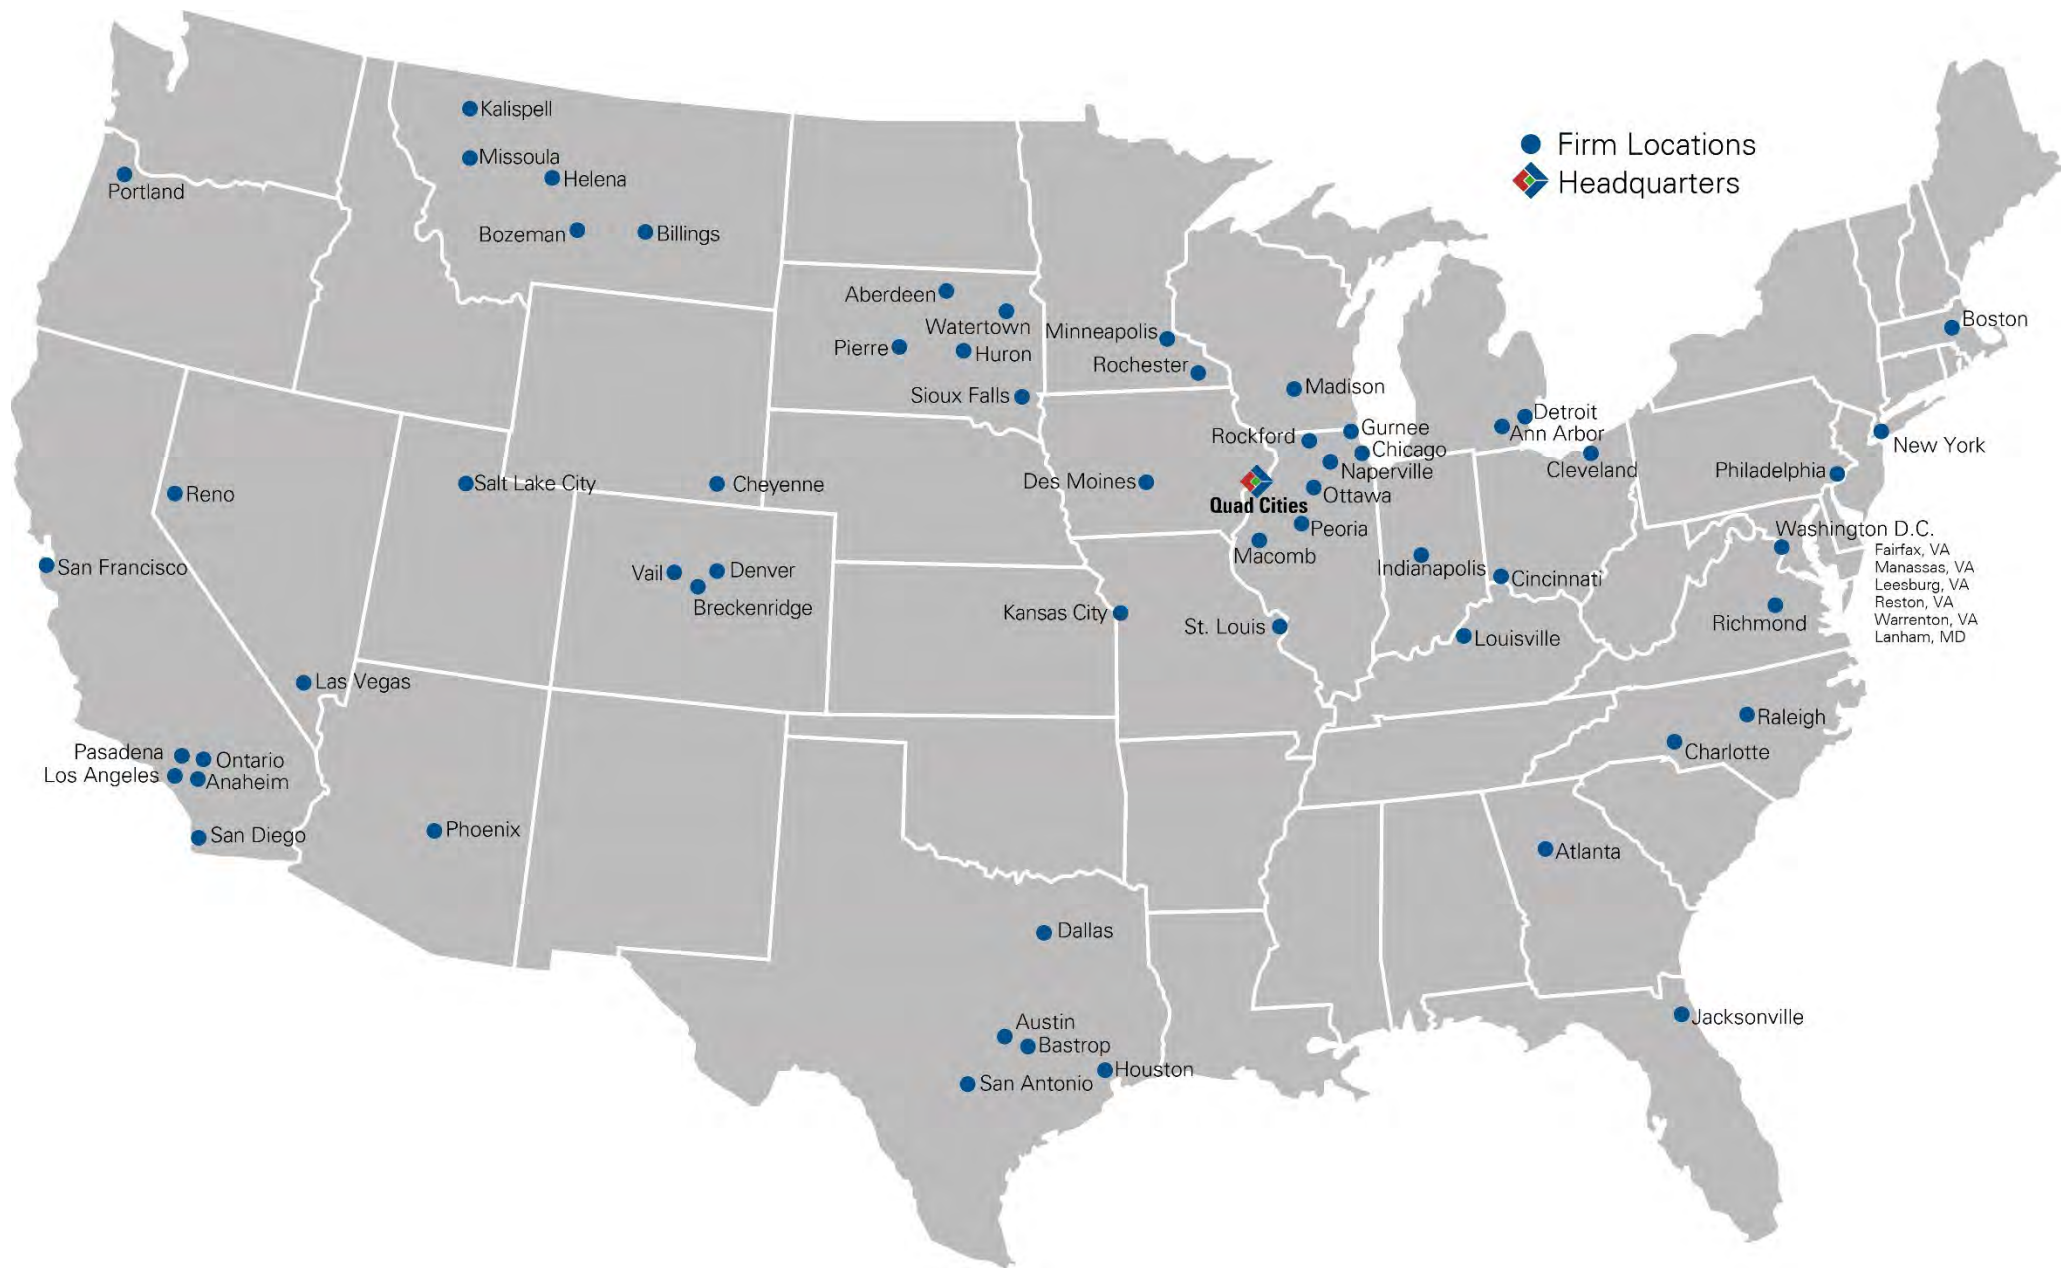 Kalispell
Firm Locations
Missoula
Headquarters
Helena
Portland
Bozeman
Billings
Aberdeen
Watertown
Minneapolis
Boston
Pierre
Huron
Rochester
Sioux Falls
Madison
Detroit
Rockford
Gurnee
Ann Arbor
Chicago
New York
Naperville
Cleveland
Philadelphia
Reno
Salt Lake City
Cheyenne
Des Moines
Ottawa
Quad Cities
Peoria
Washington D.C.
Macomb
Fairfax, VA
Manassas, VA
Leesburg, VA
Reston, VA
Warrenton, VA
Lanham, MD
San Francisco
Vail
Denver
Breckenridge
Indianapolis
Cincinnati
Kansas City
St. Louis
Louisville
Richmond
Las Vegas
Raleigh
Charlotte
Pasadena
Ontario
Los Angeles
Anaheim
San Diego
Phoenix
Atlanta
Dallas
Austin
Bastrop
Jacksonville
Houston
San Antonio